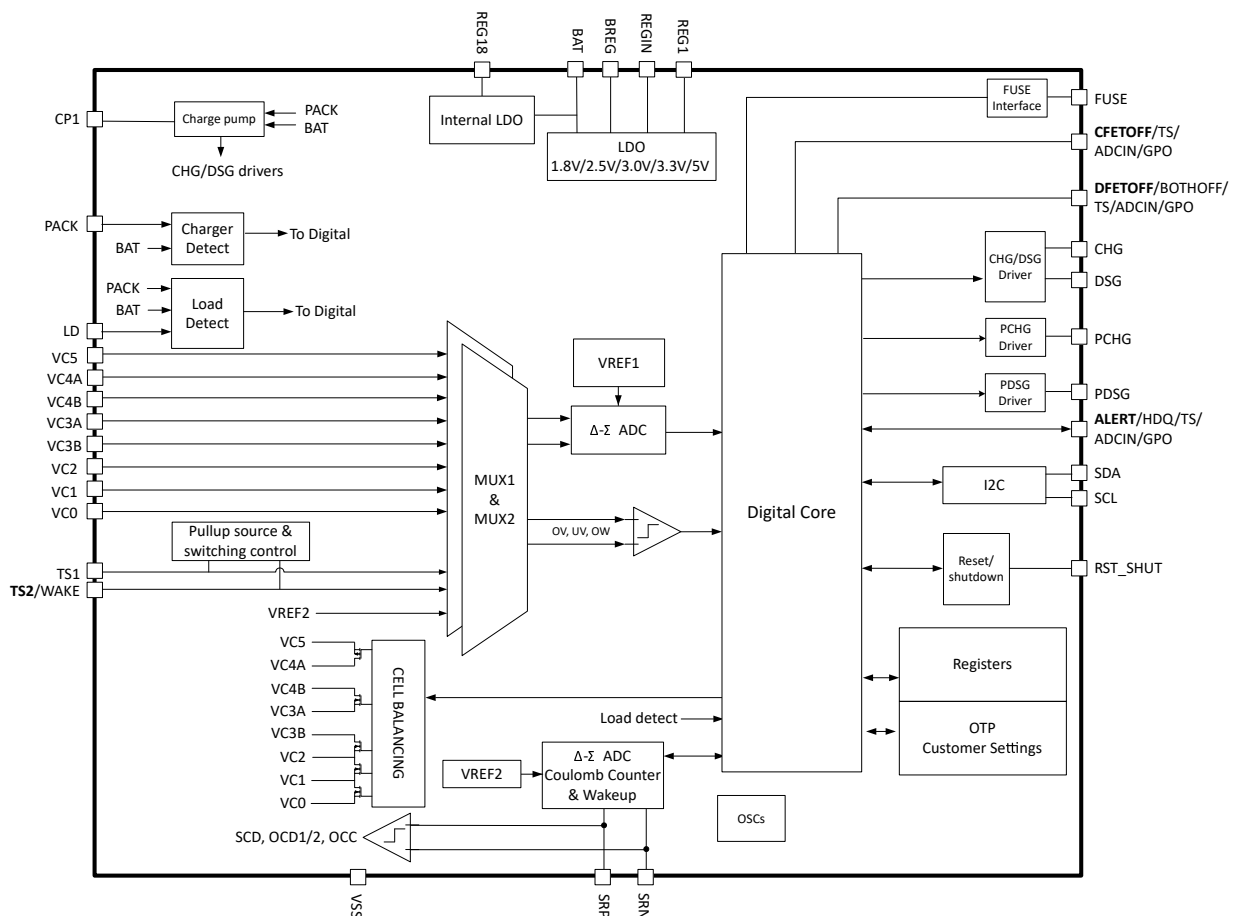 REG18
BAT
BREG
REGIN
REG1
CP1
Charge pump
PACK
BAT
CHG/DSG drivers
Internal LDO
LDO
1.8V/2.5V/3.0V/3.3V/5V
FUSE
Interface
FUSE
CFETOFF/TS/
ADCIN/GPO
DFETOFF/BOTHOFF/
TS/ADCIN/GPO
PACK
BAT
Charger
Detect
To Digital
PACK
BAT
LD
Load
Detect
To Digital
CHG/DSG
Driver
CHG
DSG
PCHG
Driver
PCHG
PDSG
Driver
PDSG
ALERT/HDQ/TS/
ADCIN/GPO
VC5
VC4A
VC4B
VC3A
VC3B
VC2
VC1
VC0
Pullup source &
switching control
TS1
TS2/WAKE
VREF2
MUX1
&
MUX2
VREF1
Δ-Σ ADC
OV, UV, OW
Digital Core
I2C
SDA
SCL
Reset/
shutdown
RST_SHUT
Registers
OTP
Customer Settings
VC5
VC4A
VC4B
VC3A
VC3B
VC2
VC1
VC0
CELL BALANCING
Load detect
VREF2
Δ-Σ ADC
Coulomb Counter
& Wakeup
OSCs
SCD, OCD1/2, OCC
VSS
SRP
SRN